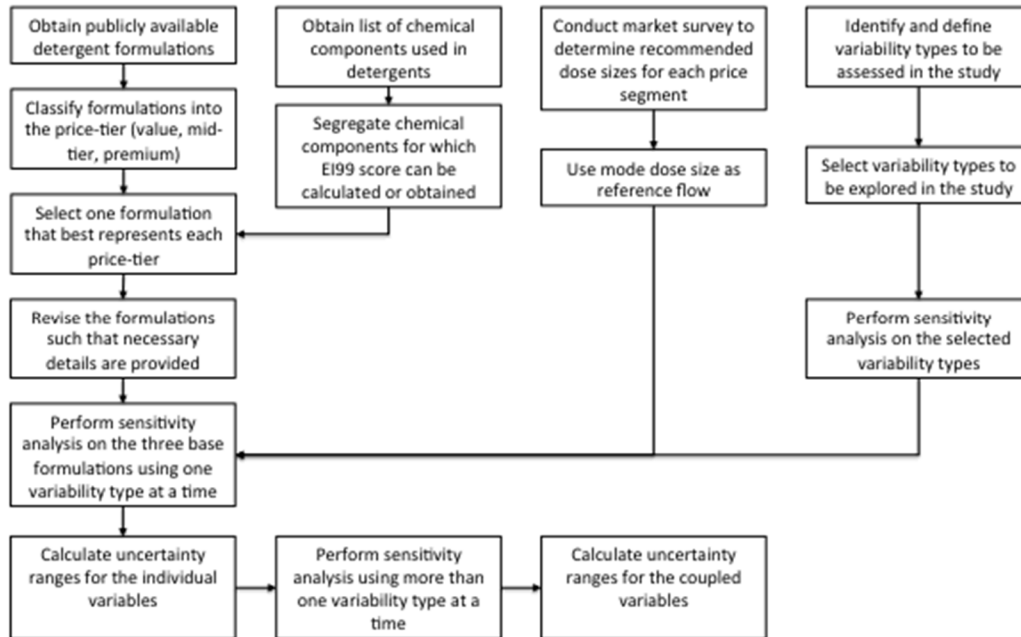 Obtain publicly available
detergent formulations
Classify formulations into
the price-tier (value, mid-
tier, premium)
Select one formulation
that best represents each
price-tier
Revise the formulations
such that necessary
details are provided
Perform sensitivity
analysis on the three base
formulations using one
variability type at a time
Calculate uncertainty
ranges for the individual
variables
Obtain list of chemical
components used in
detergents
Segregate chemical
components for which
EI99 score can be
calculated or obtained
Perform sensitivity
analysis using more than
one variability type at a
time
Conduct market survey to
determine recommended
dose sizes for each price
segment
Use mode dose size as
reference flow
Calculate uncertainty
ranges for the coupled
variables
Identify and define
variability types to be
assessed in the study
Select variability types to
be explored in the study
Perform sensitivity
analysis on the selected
variability types